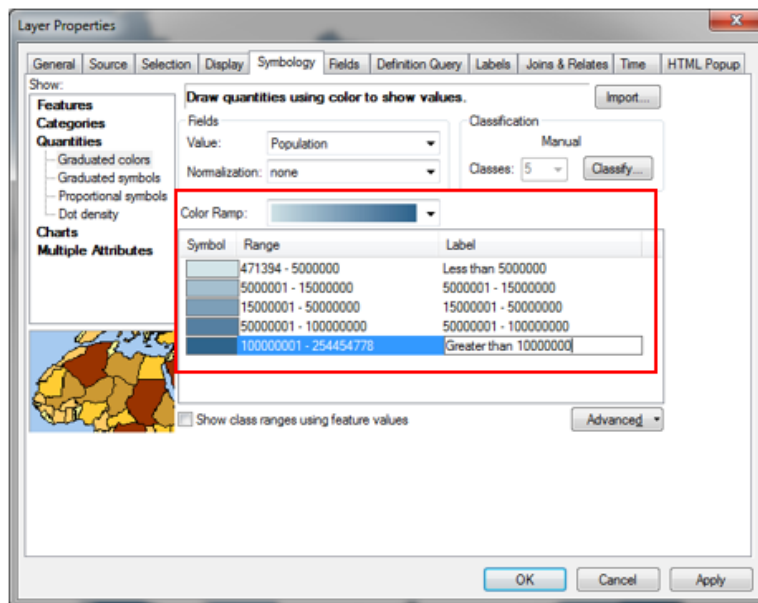 Layer Properties
General Source Selection Display Symbology Fields Definition Query Labels Joins & Relates Time HTML Popup
Show:
Features
Categories
Quantities
Graduated colors
Graduated symbols
Proportional symbols
Dot density
Charts
Multiple Attributes
Draw quantities using color to show values.
Import...
Fields
Value: Population
Normalization: none
Classification
Manual
Classes: 5 Classify...
Color Ramp:
Symbol Range Label
471394 - 5000000 Less than 5000000
5000001 - 15000000 5000001 - 15000000
15000001 - 50000000 15000001 - 50000000
50000001 - 100000000 50000001 - 100000000
100000001 - 254454778 Greater than 10000000
Show class ranges using feature values
Advanced
OK Cancel Apply